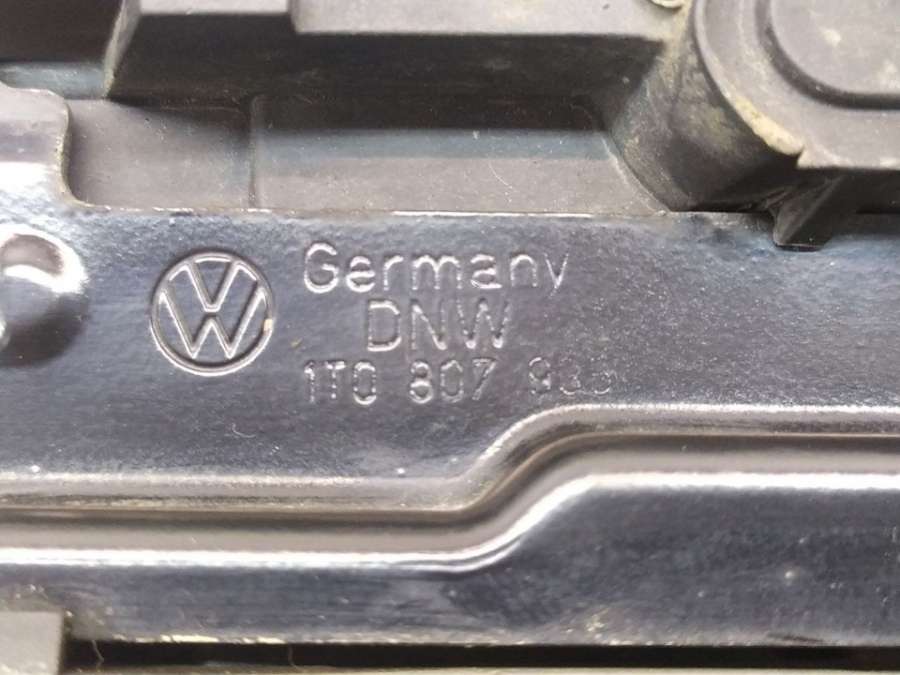 Germany
DNW
1T0 807